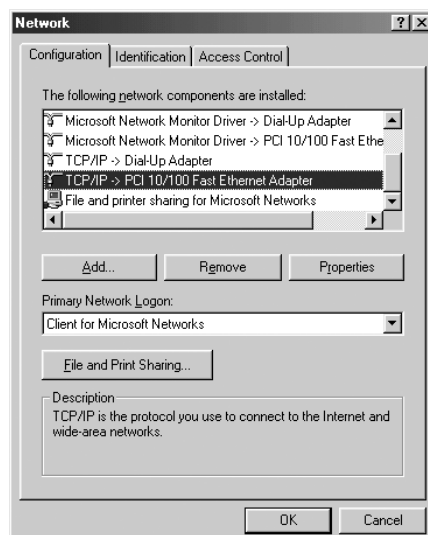 Network
Configuration Identification Access Control
The following network components are installed:
Microsoft Network Monitor Driver -> Dial-Up Adapter
Microsoft Network Monitor Driver -> PCI 10/100 Fast Ethe
TCP/IP -> Dial-Up Adapter
TCP/IP -> PCI 10/100 Fast Ethernet Adapter
File and printer sharing for Microsoft Networks
Add... Remove Properties
Primary Network Logon:
Client for Microsoft Networks
File and Print Sharing...
Description
TCP/IP is the protocol you use to connect to the Internet and
wide-area networks.
OK Cancel